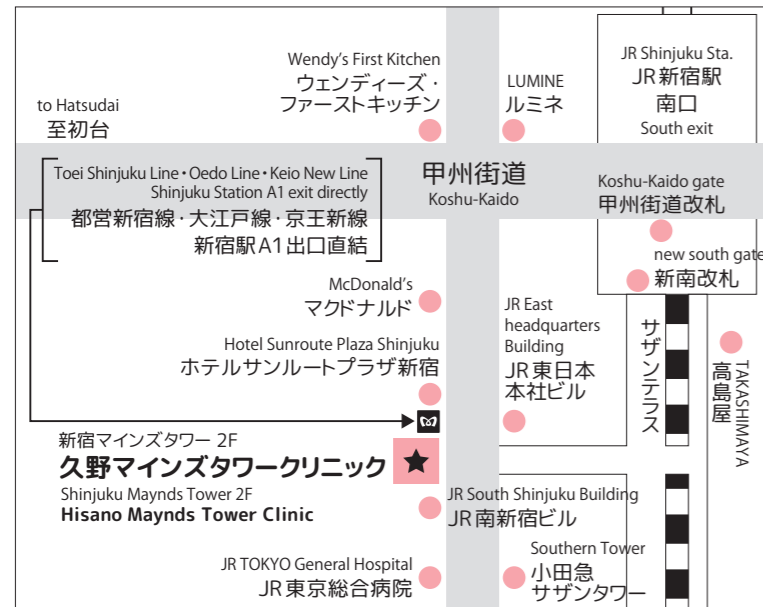 Wendy's First Kitchen
ウェンディーズ・
ファーストキッチン
LUMINE
ルミネ
JR Shinjuku Sta.
JR新宿駅
南口
South exit
to Hatsudai
至初台
Toei Shinjuku Line・Oedo Line・Keio New Line
Shinjuku Station A1 exit directly
都営新宿線・大江戸線・京王新線
新宿駅A1出口直結
甲州街道
Koshu-Kaido
Koshu-Kaido gate
甲州街道改札
new south gate
新南改札
McDonald's
マクドナルド
Hotel Sunroute Plaza Shinjuku
ホテルサンルートプラザ新宿
JR East
headquarters
Building
JR東日本
本社ビル
サザンテラス
高島屋
TAKASHIMAYA
新宿マインズタワー 2F
久野マインズタワークリニック
Shinjuku Maynds Tower 2F
Hisano Maynds Tower Clinic
JR South Shinjuku Building
JR南新宿ビル
JR TOKYO General Hospital
JR東京総合病院
Southern Tower
小田急
サザンタワー